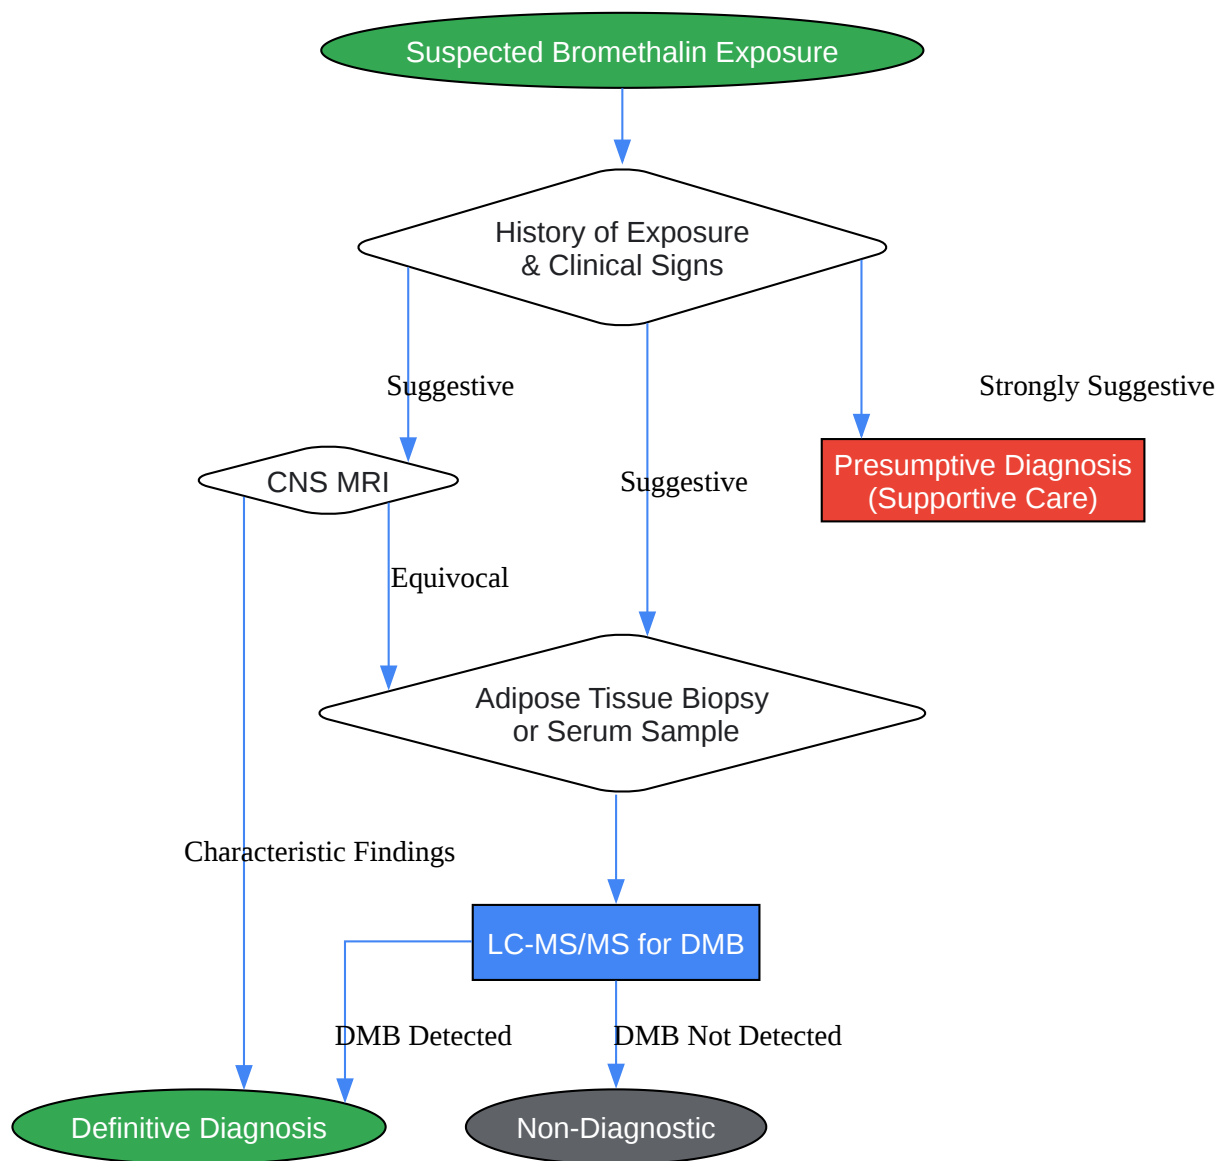 Suspected Bromethalin Exposure
History of Exposure
& Clinical Signs
Suggestive
Strongly Suggestive
CNS MRI
Suggestive
Presumptive Diagnosis
(Supportive Care)
Equivocal
Adipose Tissue Biopsy
or Serum Sample
Characteristic Findings
LC-MS/MS for DMB
DMB Detected
DMB Not Detected
Definitive Diagnosis
Non-Diagnostic